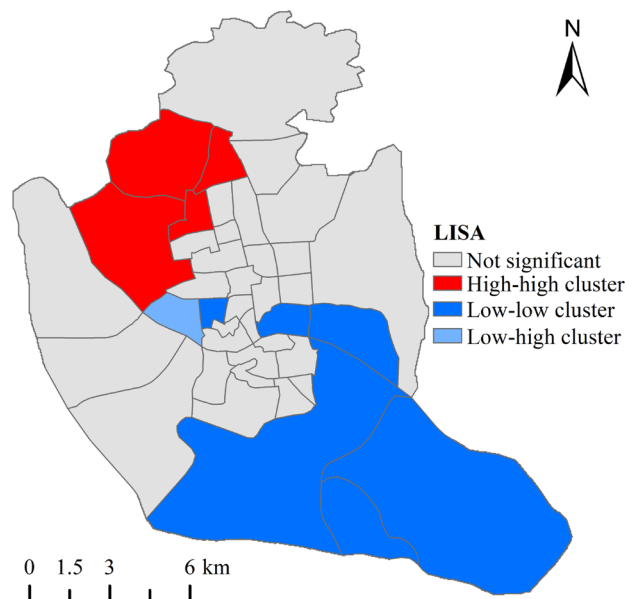 N
LISA
Not significant
High-high cluster
Low-low cluster
Low-high cluster
0 1.5 3 6 km